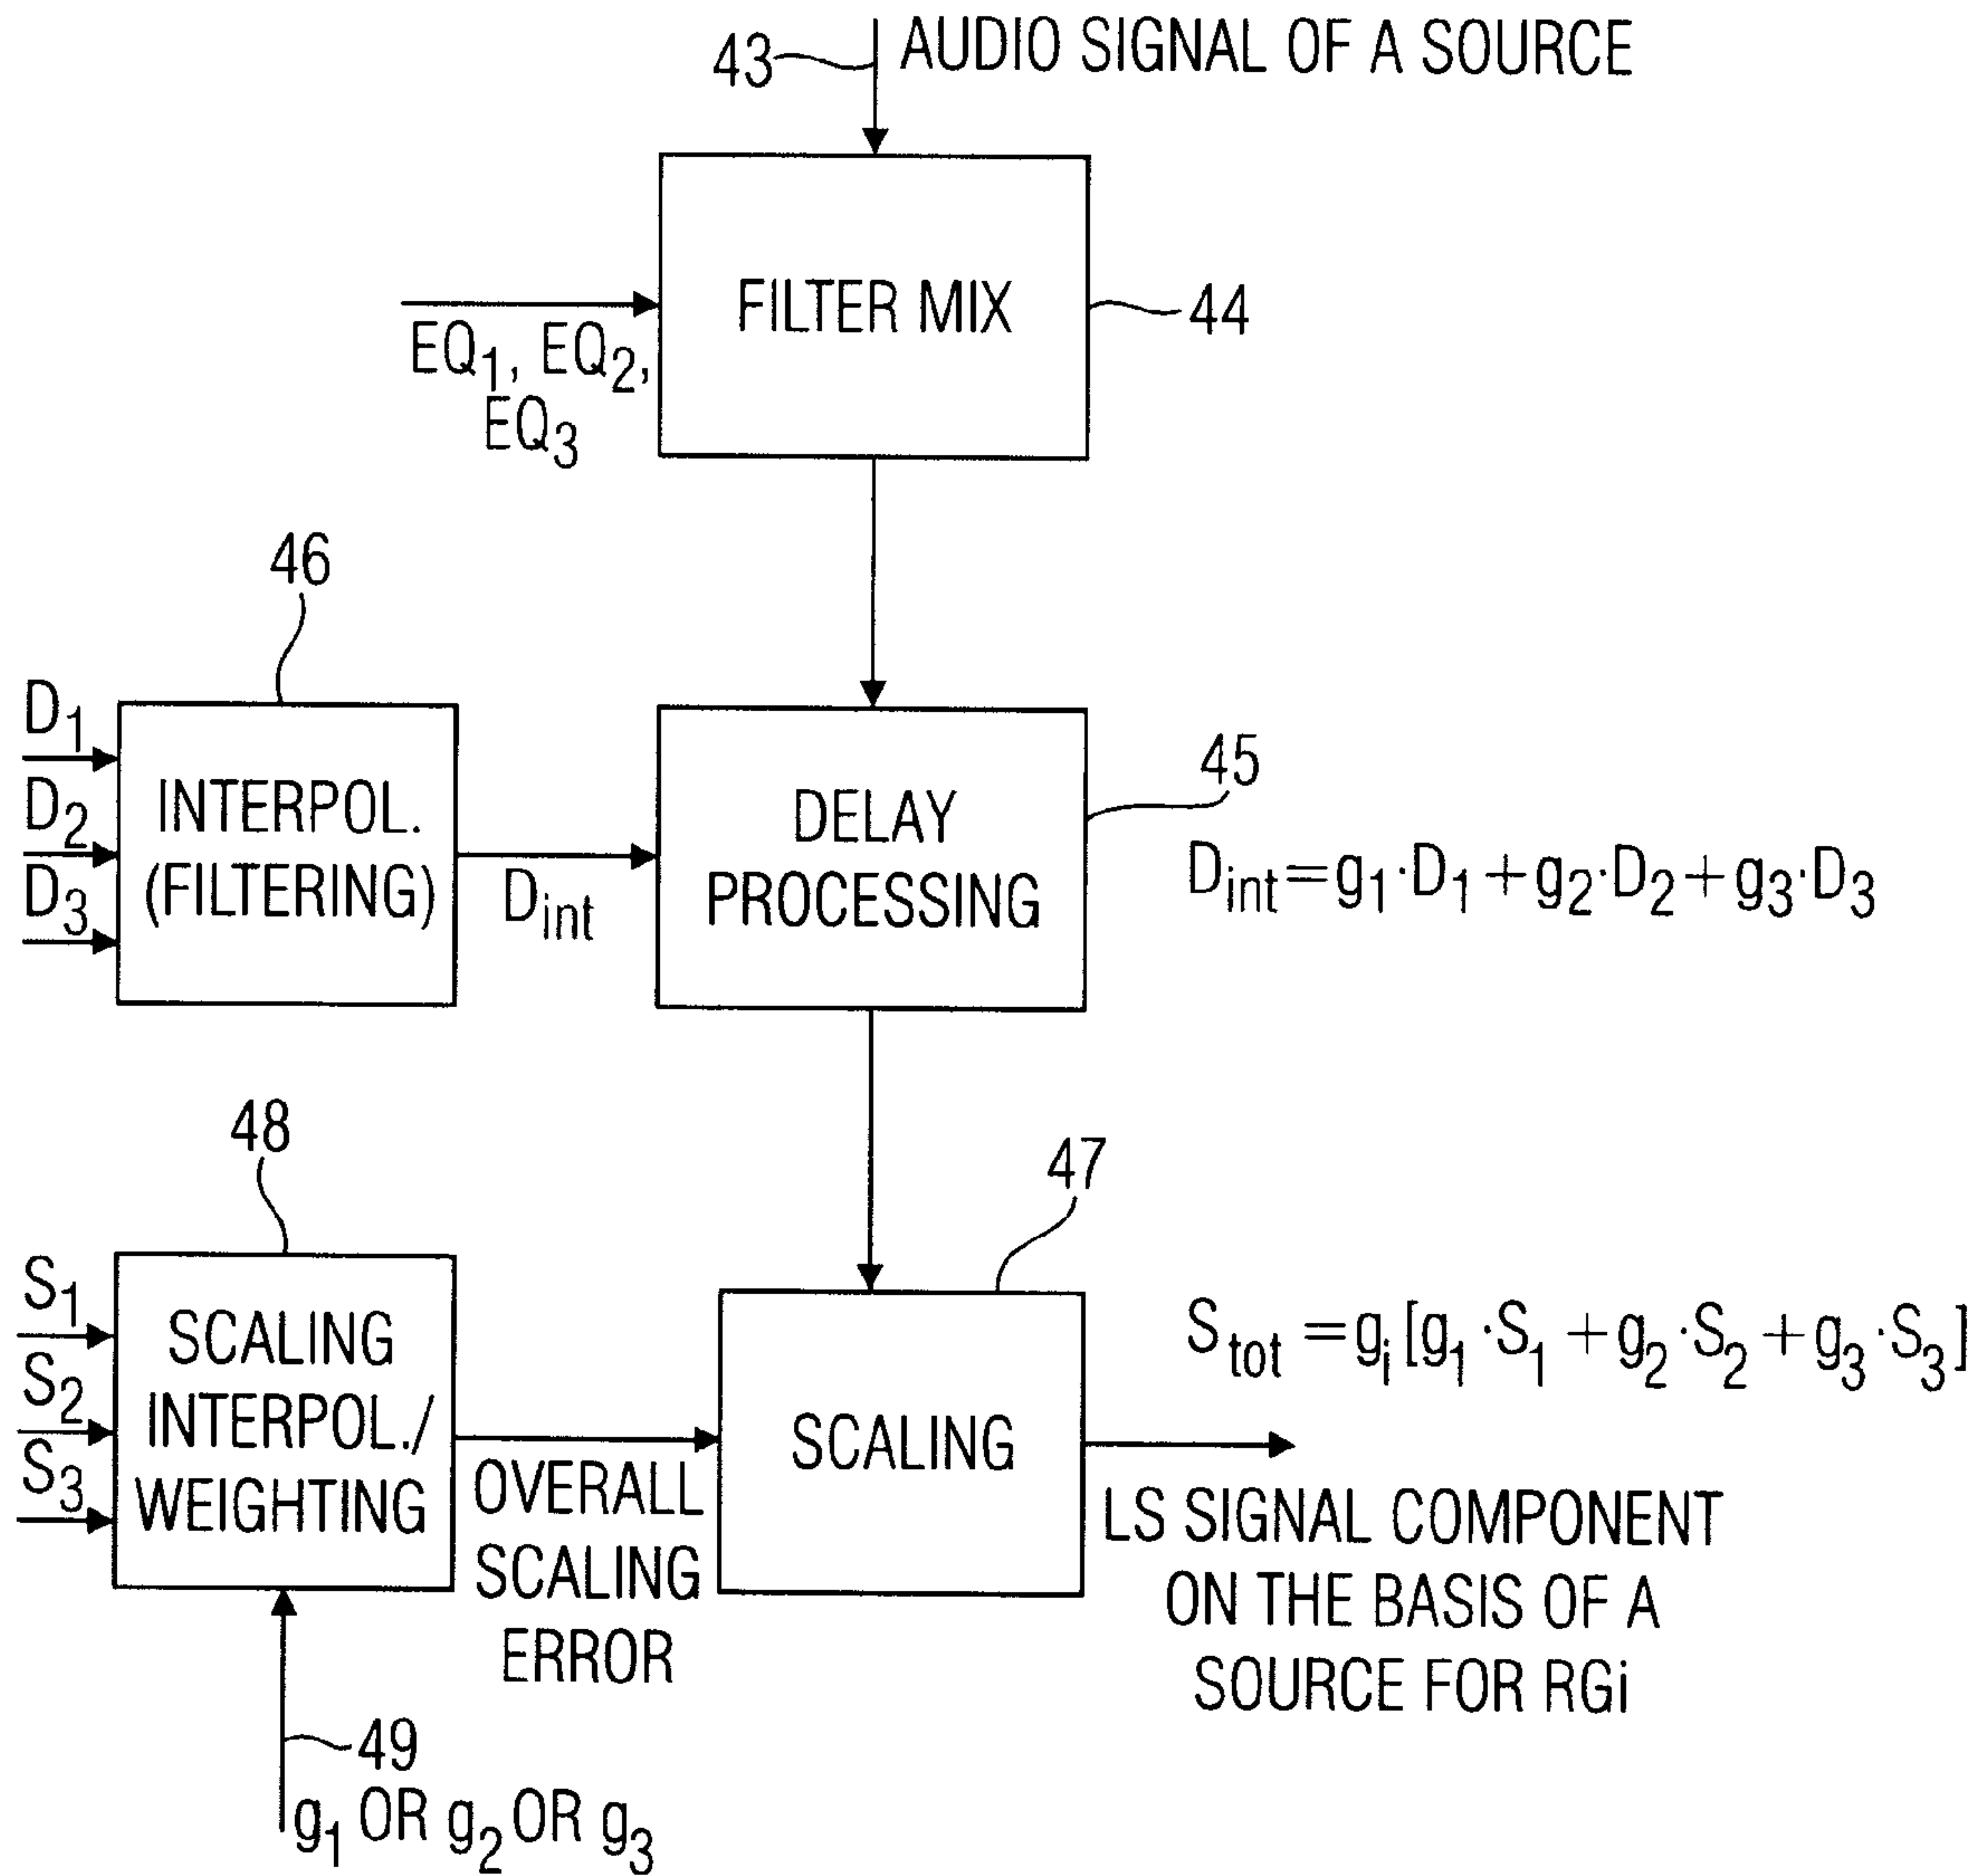 43
AUDIO SIGNAL OF A SOURCE
FILTER MIX
44
EQ1, EQ2,
EQ3
46
D1
D2
D3
INTERPOL.
(FILTERING)
Dint
DELAY
PROCESSING
45
Dint=g1·D1+g2·D2+g3·D3
48
47
S1
S2
S3
SCALING
INTERPOL./
WEIGHTING
OVERALL
SCALING
ERROR
SCALING
Stot=gi[g1·S1+g2·S2+g3·S3]
LS SIGNAL COMPONENT
ON THE BASIS OF A
SOURCE FOR RGi
49
g1 OR g2 OR g3